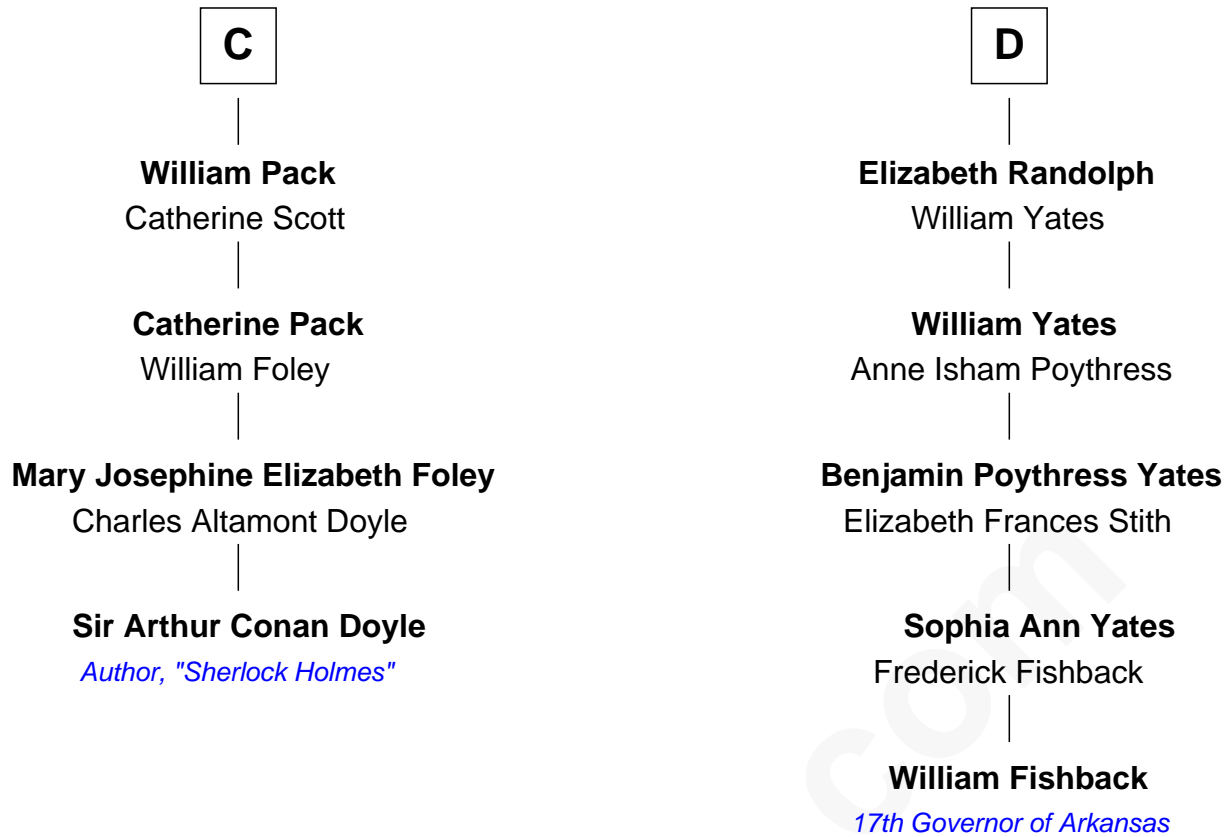 C
William Pack
Catherine Scott
Catherine Pack
William Foley
Mary Josephine Elizabeth Foley
Charles Altamont Doyle
Sir Arthur Conan Doyle
Author, "Sherlock Holmes"
D
Elizabeth Randolph
William Yates
William Yates
Anne Isham Poythress
Benjamin Poythress Yates
Elizabeth Frances Stith
Sophia Ann Yates
Frederick Fishback
William Fishback
17th Governor of Arkansas
com